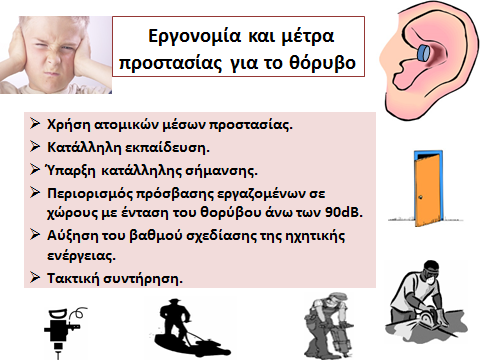 Εργονομία και μέτρα
προστασίας για το θόρυβο
➢ Χρήση ατομικών μέσων προστασίας.
➢ Κατάλληλη εκπαίδευση.
➢ Ύπαρξη κατάλληλης σήμανσης.
➢ Περιορισμός πρόσβασης εργαζομένων σε
χώρους με ένταση του θορύβου άνω των 90dB.
➢ Αύξηση του βαθμού σχεδίασης της ηχητικής
ενέργειας.
➢ Τακτική συντήρηση.